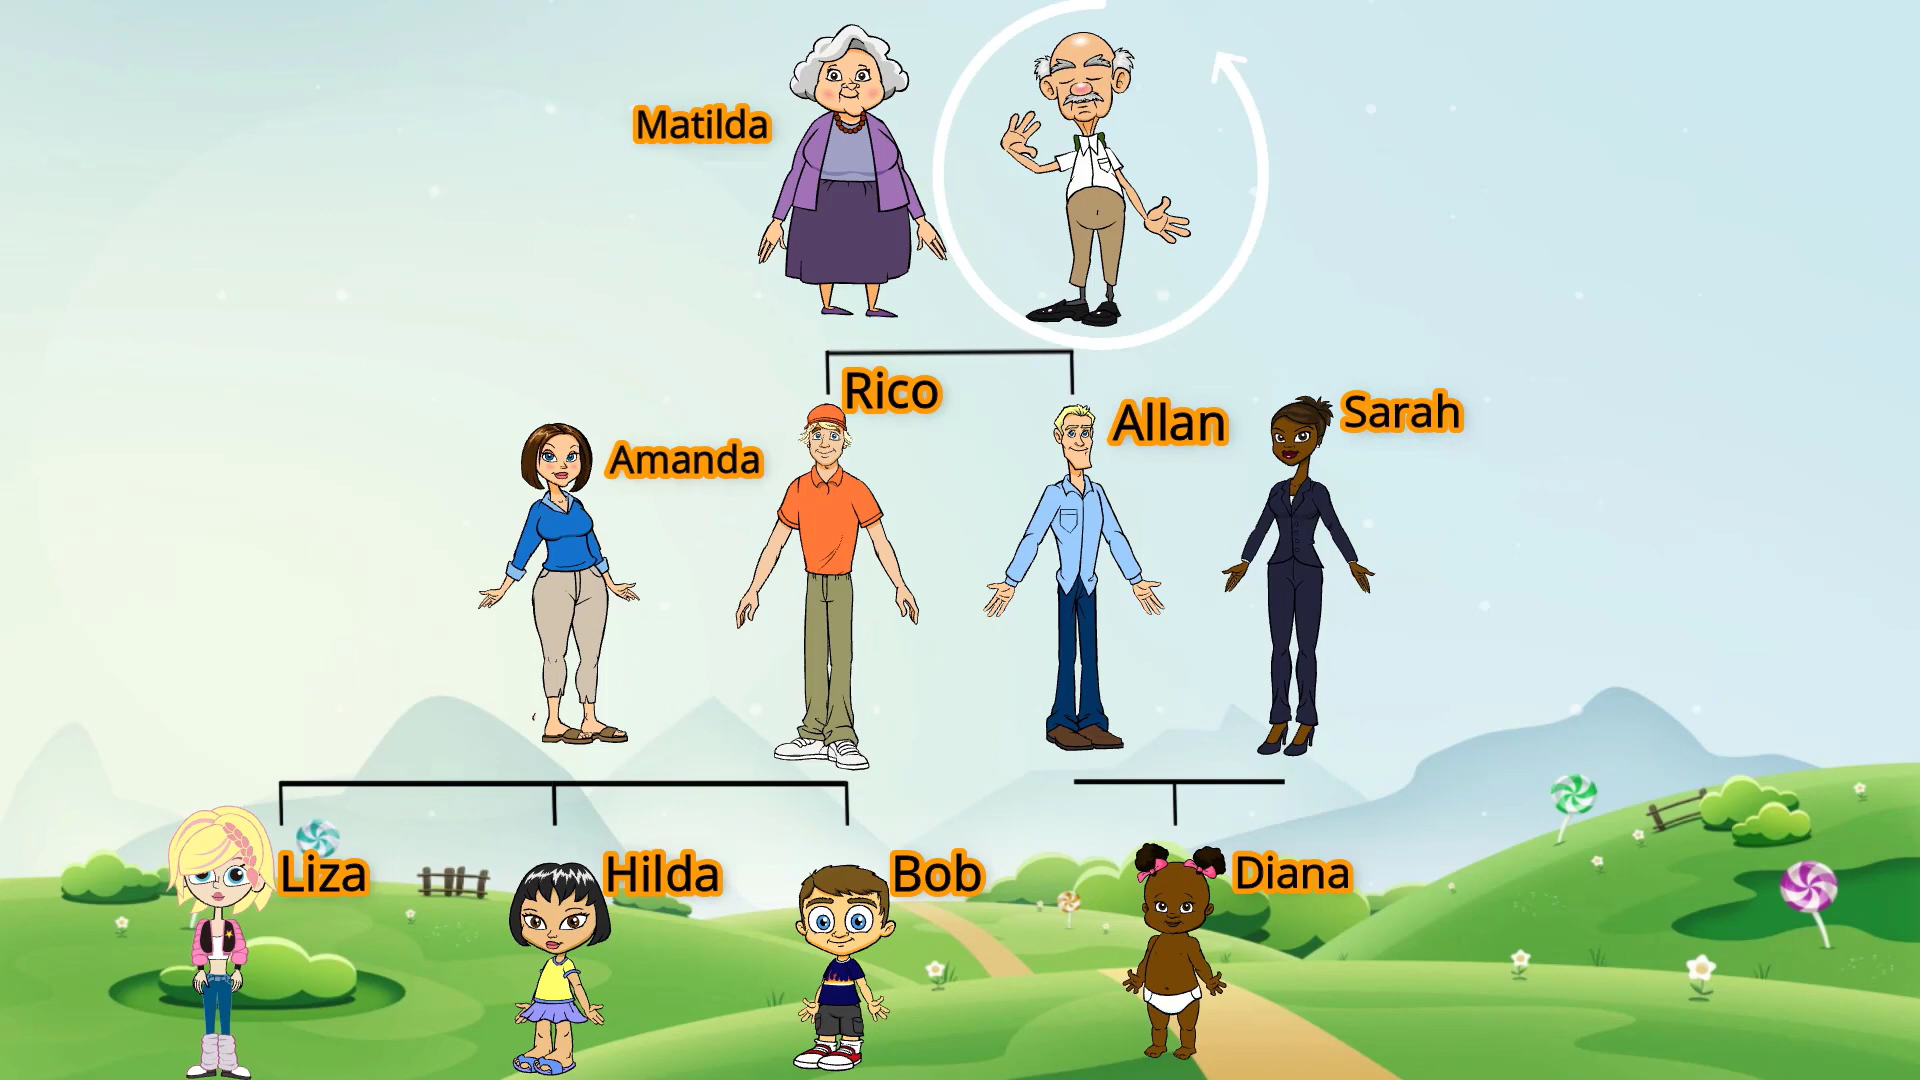 Matilda
Rico
Allan
Sarah
Amanda
Liza
Hilda
Bob
Diana